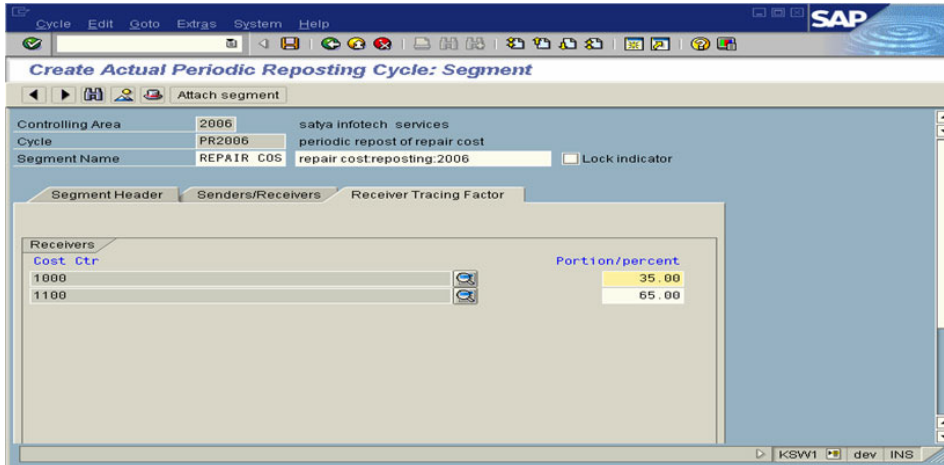 Cycle Edit Goto Extras System Help
SAP
Create Actual Periodic Reposting Cycle: Segment
Attach segment
Controlling Area 2006 satya infotech services
Cycle PR2006 periodic repost of repair cost
Segment Name REPAIR COS repair cost:reposting:2006 Lock indicator
Segment Header Senders/Receivers Receiver Tracing Factor
Receivers
Cost Ctr Portion/percent
1000 35.00
1100 65.00
KSW1 dev INS